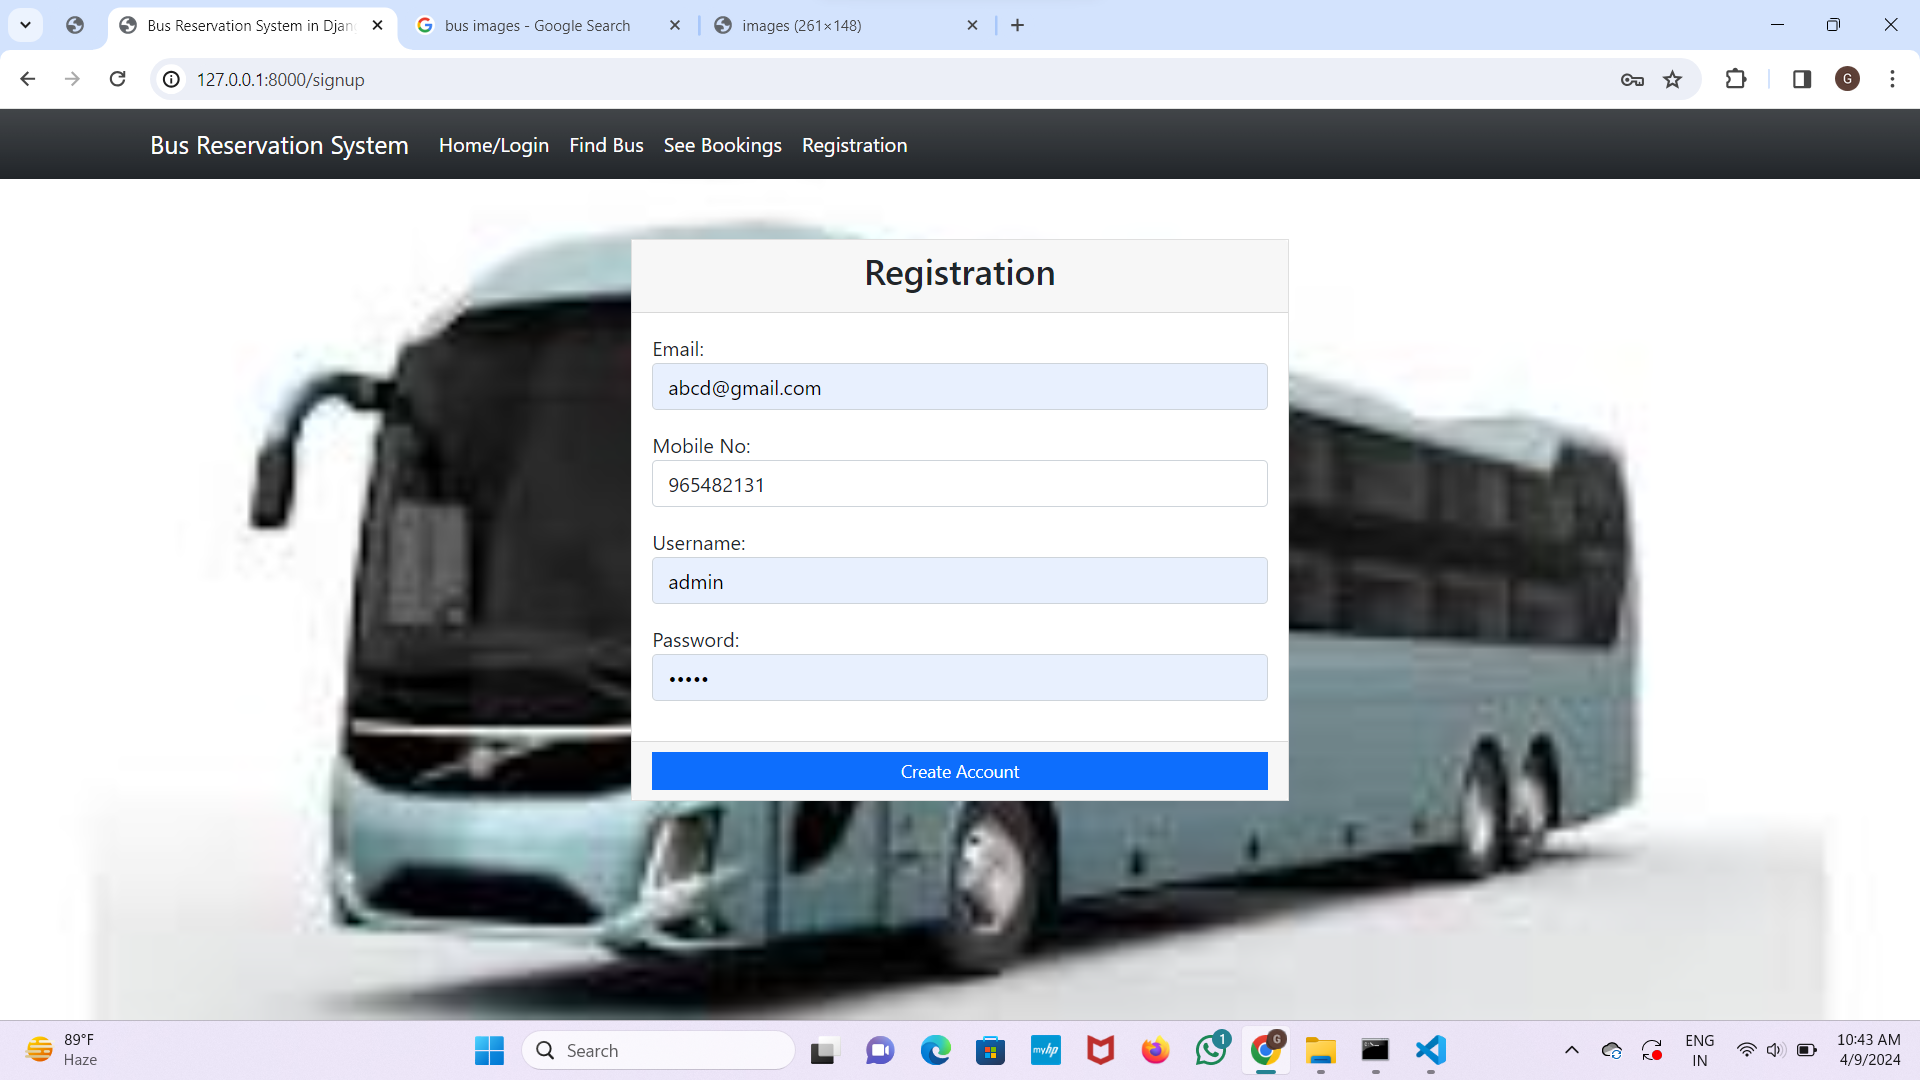 Bus Reservation System in Djan
bus images - Google Search
images (261×148)
127.0.0.1:8000/signup
G
Bus Reservation System
Home/Login
Find Bus
See Bookings
Registration
Registration
Email:
abcd@gmail.com
Mobile No:
965482131
Username:
admin
Password:
•••••
Create Account
89°F
Haze
Search
myhp
1
G
ENG
IN
10:43 AM
4/9/2024